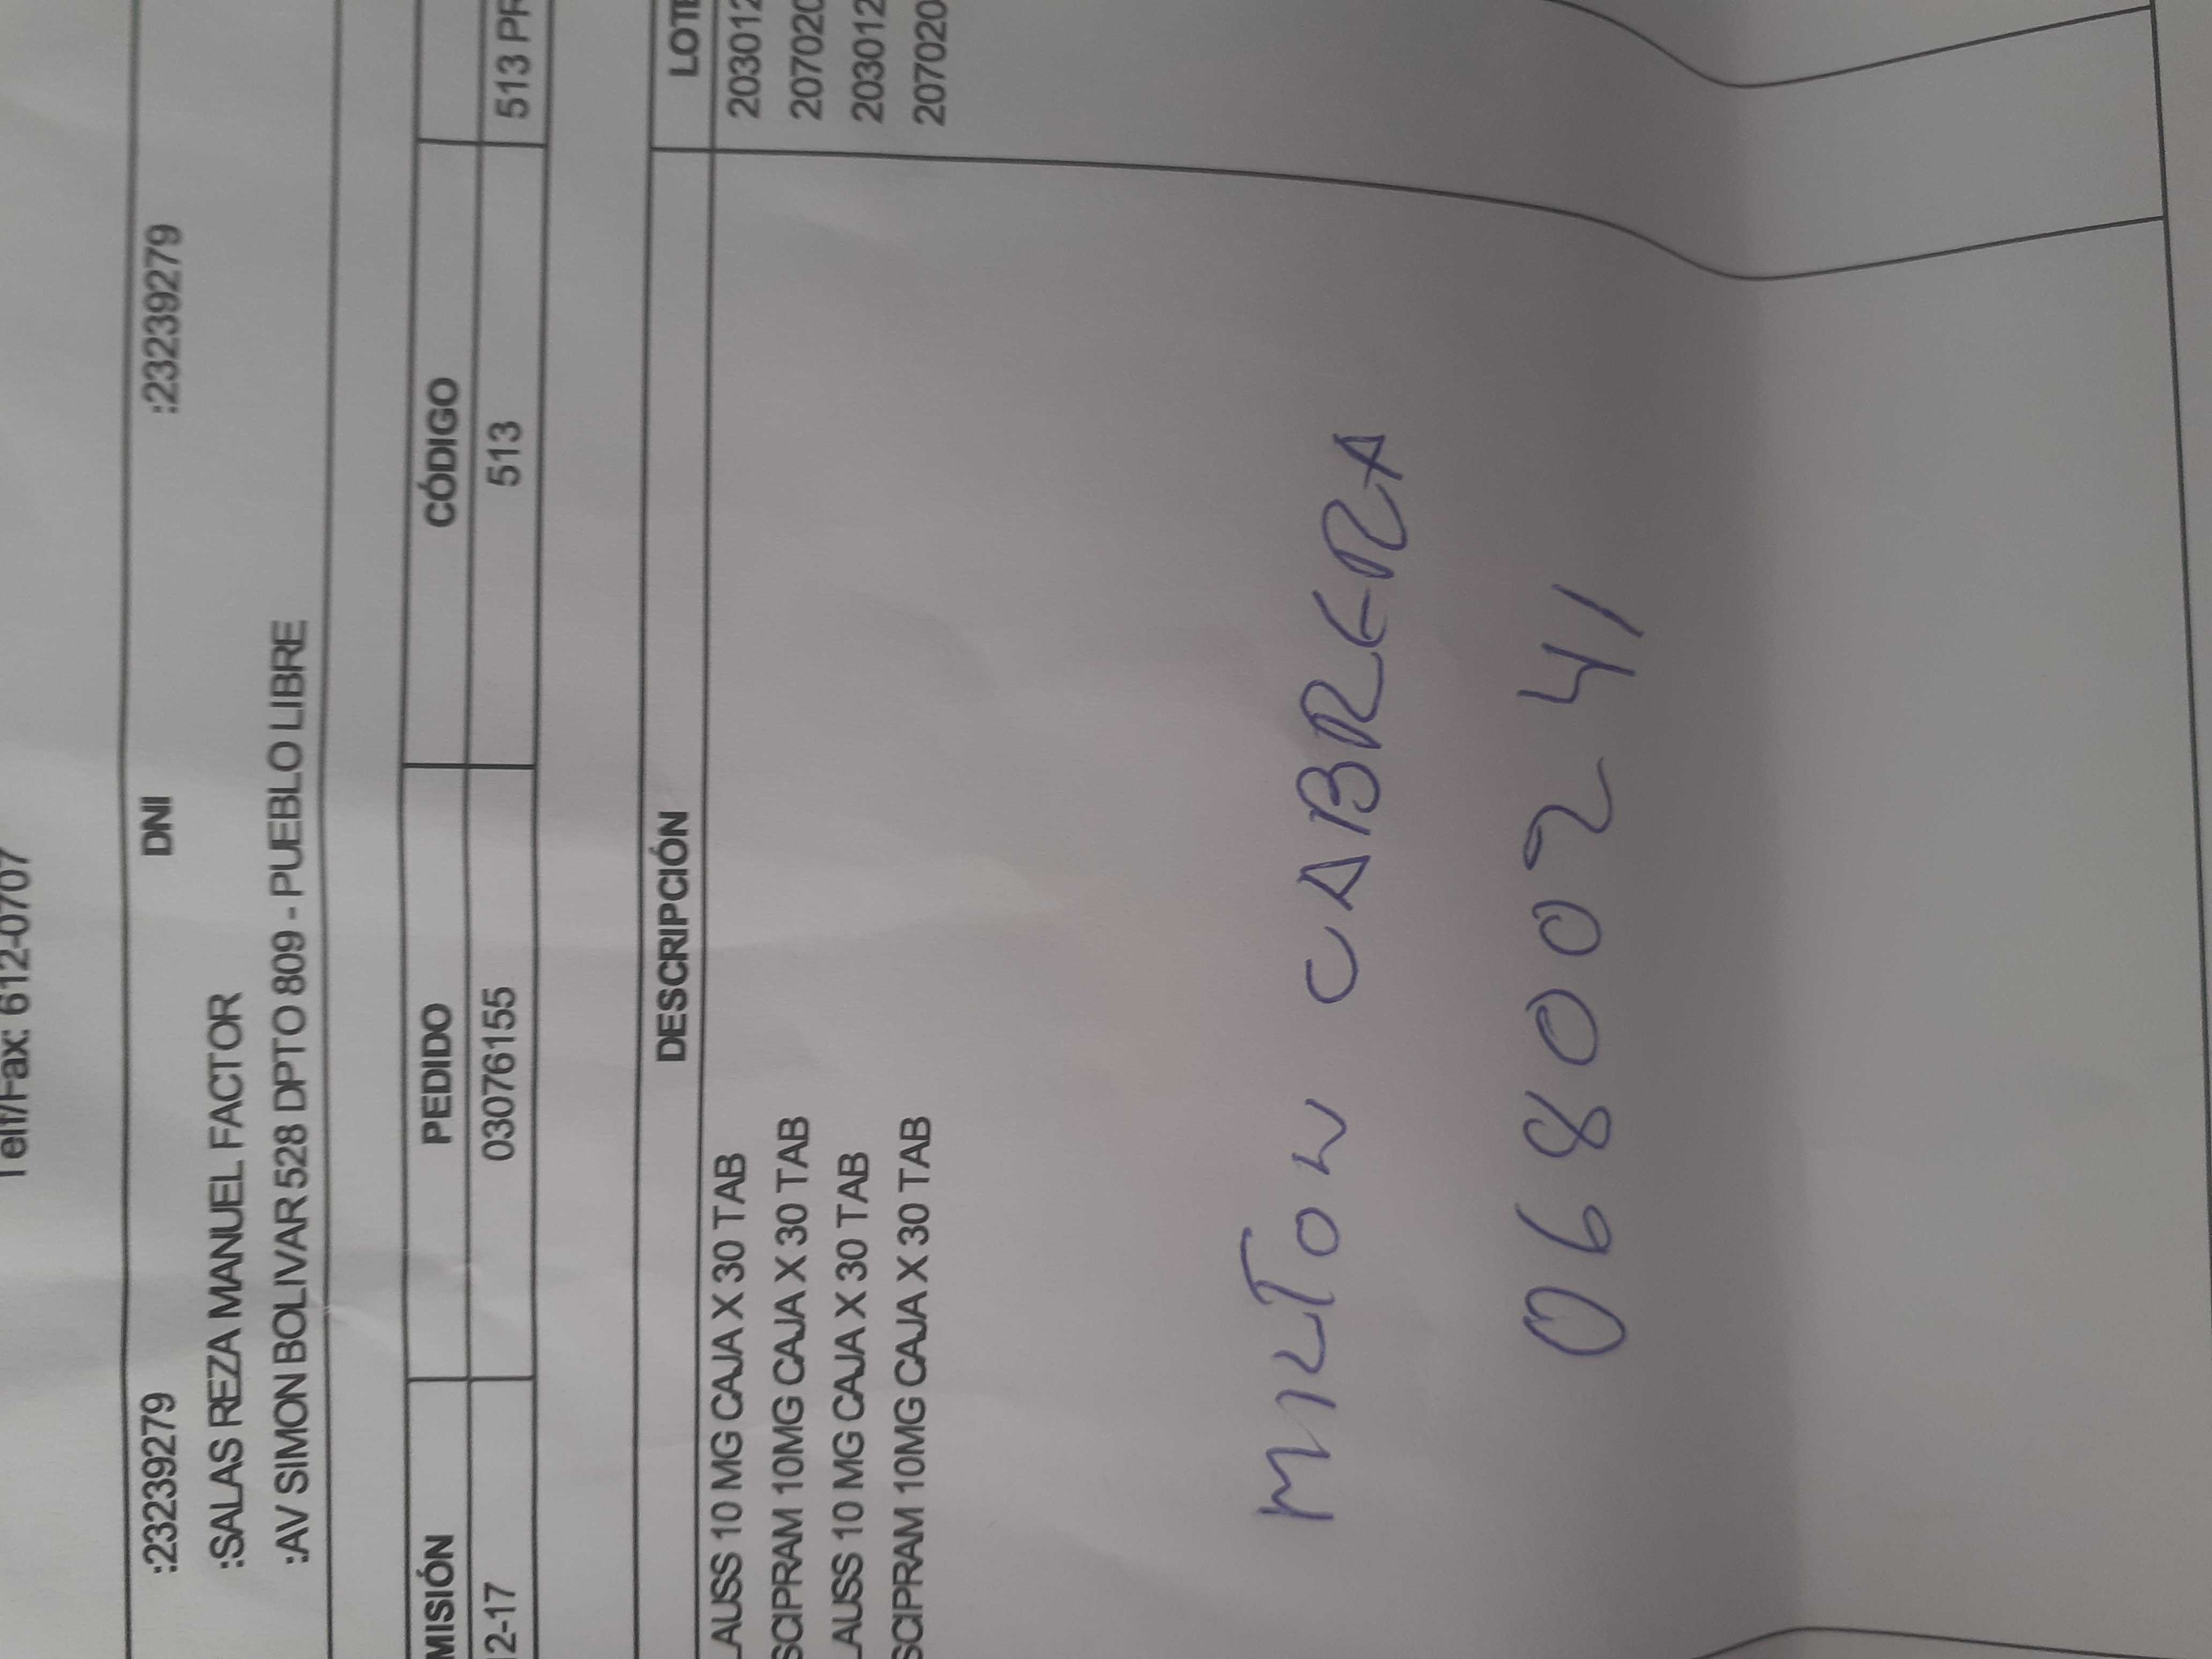 Telf/Fax: 612-0707
:23239279 DNI :23239279
:SALAS REZA MANUEL FACTOR
:AV SIMON BOLIVAR 528 DPTO 809 - PUEBLO LIBRE
MISIÓN PEDIDO CÓDIGO
2-17 03076155 513 513 PR
DESCRIPCIÓN LOTE
LAUSS 10 MG CAJA X 30 TAB 203012
SCIPRAM 10MG CAJA X 30 TAB 207020
LAUSS 10 MG CAJA X 30 TAB 203012
SCIPRAM 10MG CAJA X 30 TAB 207020
MILTON CABRERA
06800241